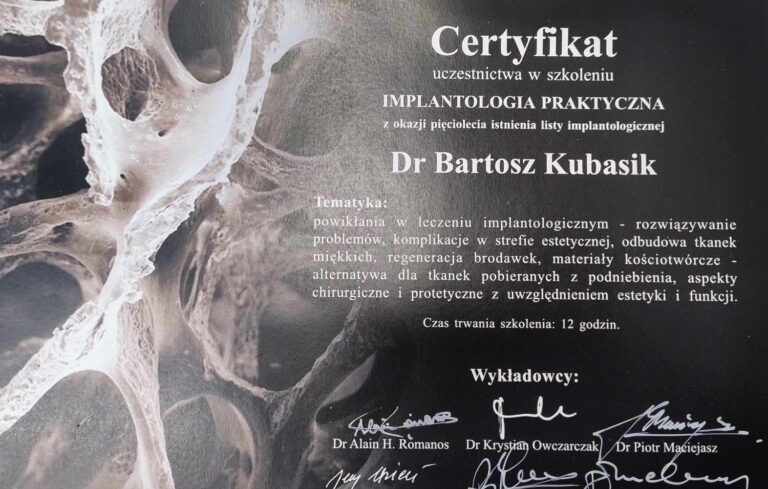 Certyfikat
uczestnictwa w szkoleniu
IMPLANTOLOGIA PRAKTYCZNA
z okazji pięciolecia istnienia listy implantologicznej
Dr Bartosz Kubasik
Tematyka:
powikłania w leczeniu implantologicznym - rozwiązywanie
problemów, komplikacje w strefie estetycznej, odbudowa tkanek
miękkich, regeneracja brodawek, materiały kościotwórcze -
alternatywa dla tkanek pobieranych z podniebienia, aspekty
chirurgiczne i protetyczne z uwzględnieniem estetyki i funkcji.
Czas trwania szkolenia: 12 godzin.
Wykładowcy:
Dr Alain H. Romanos Dr Krystian Owczarczak Dr Piotr Maciejasz